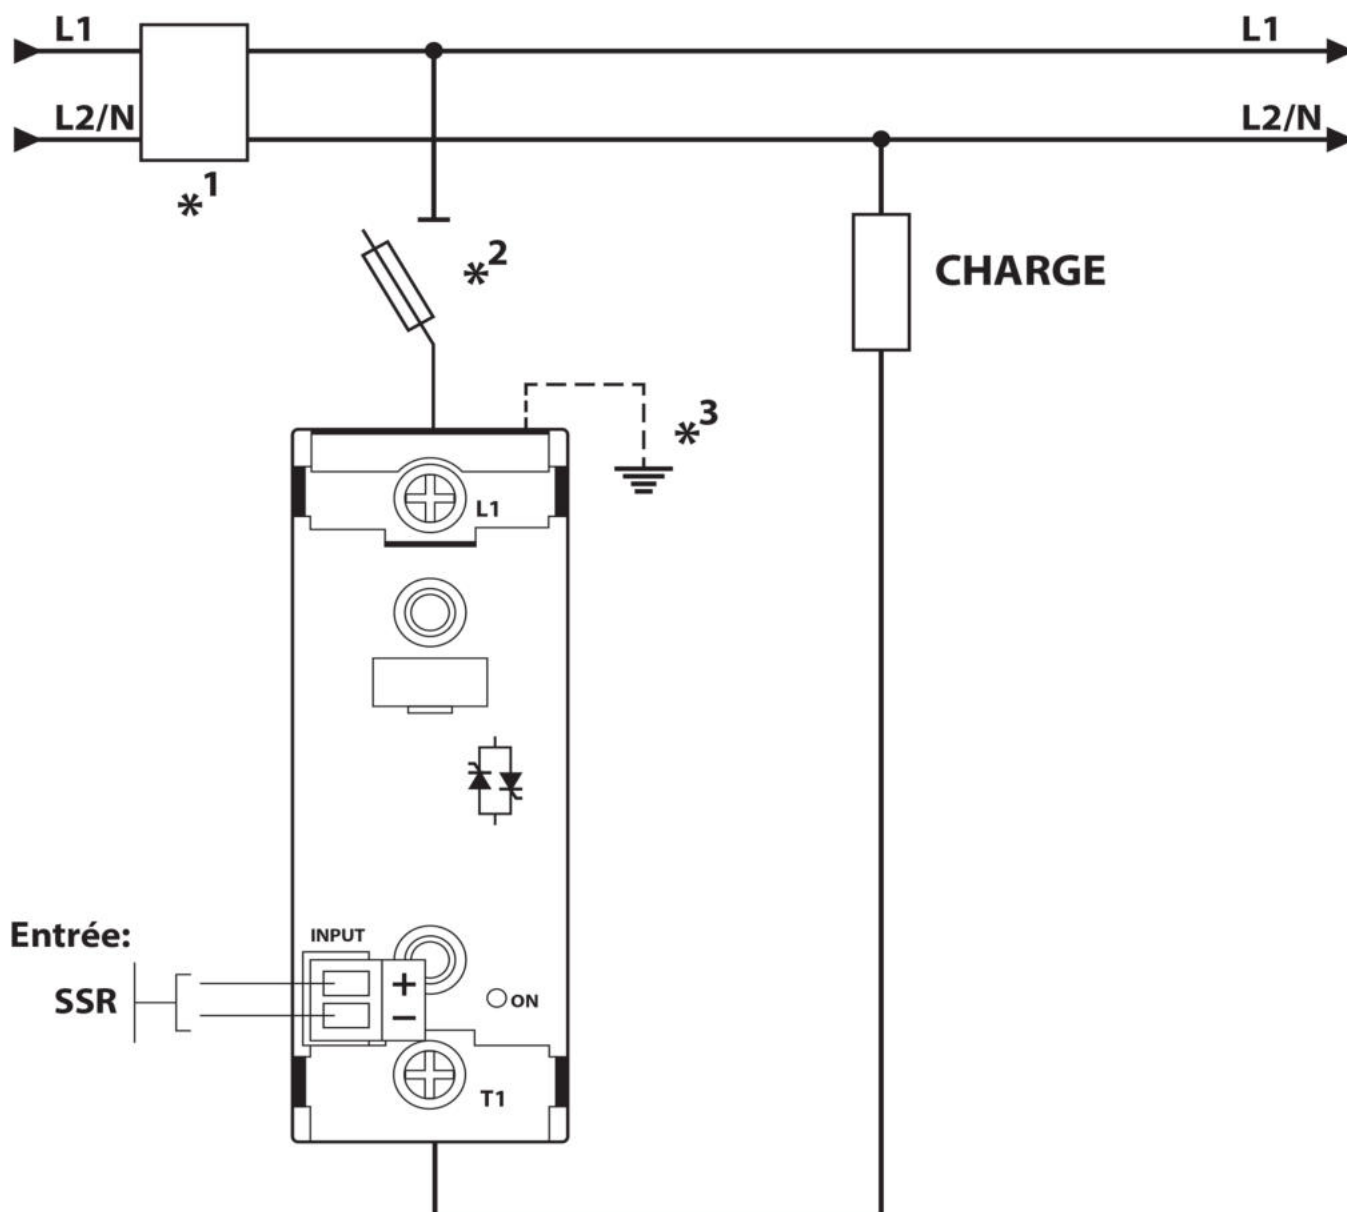 L1
L1
L2/N
L2/N
*1
*2
CHARGE
*3
L1
Entrée:
INPUT
SSR
+
ON
−
T1